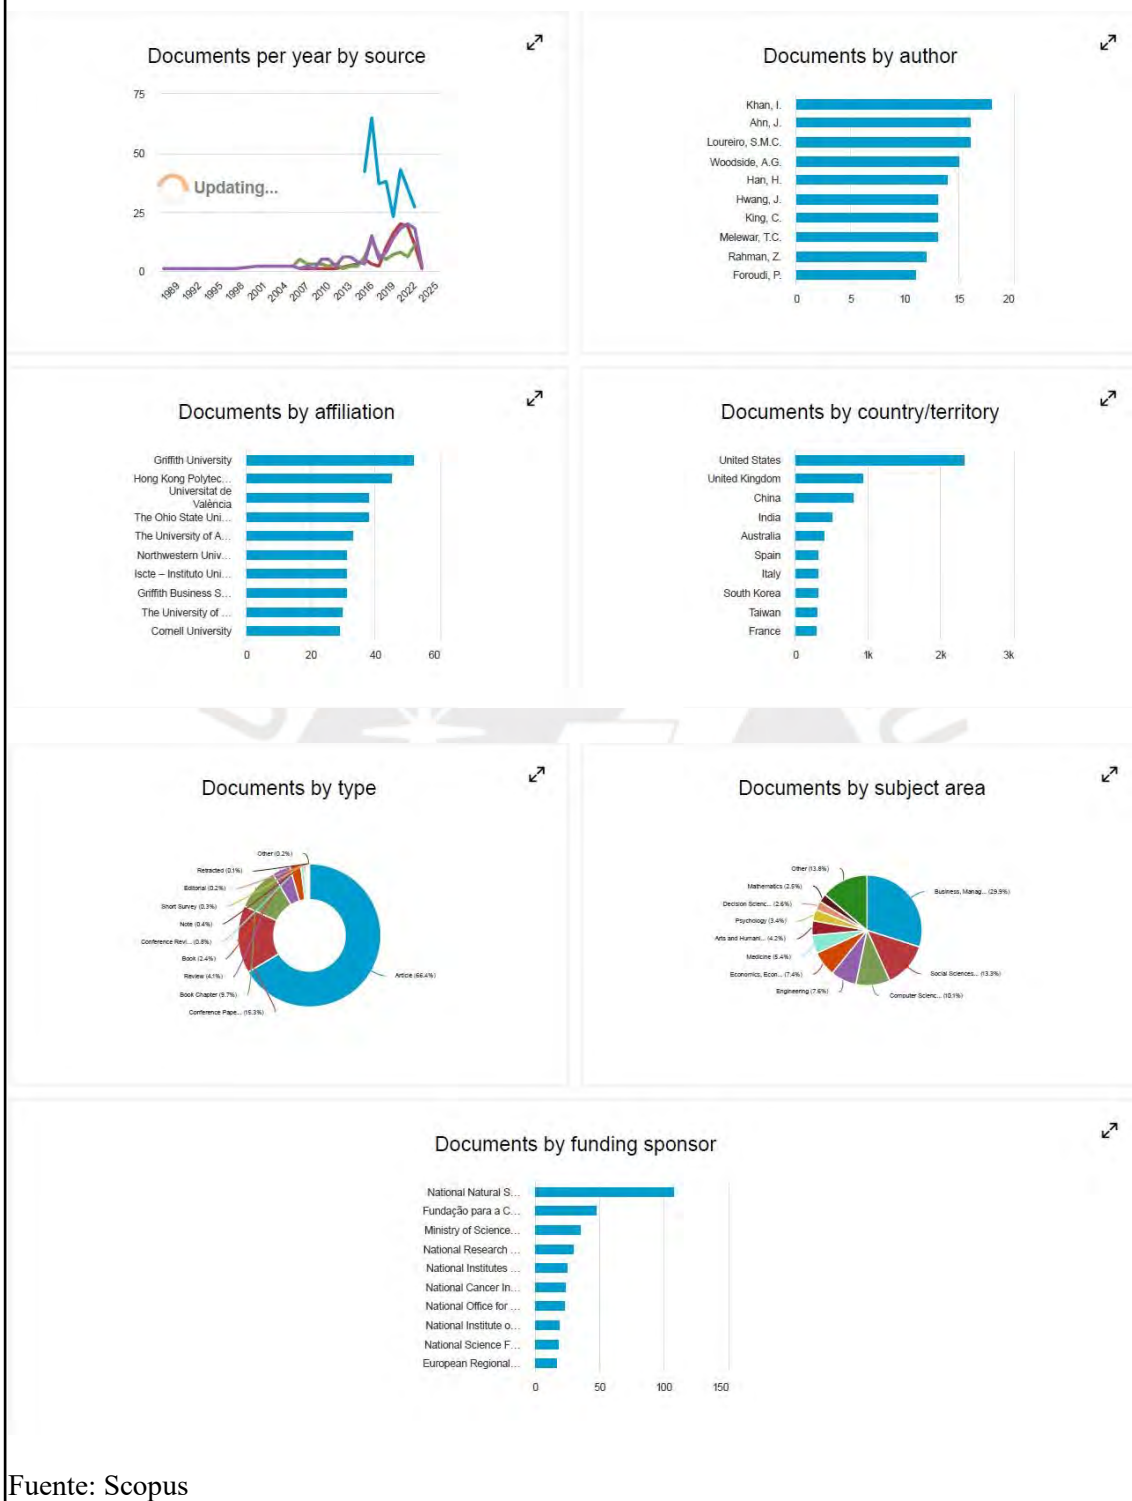 Documents per year by source
75
50
25
0
Updating...
1989 1992 1995 1998 2001 2004 2007 2010 2013 2016 2019 2022 2025
Documents by author
Khan, I.
Ahn, J.
Loureiro, S.M.C.
Woodside, A.G.
Han, H.
Hwang, J.
King, C.
Melewar, T.C.
Rahman, Z.
Foroudi, P.
0 5 10 15 20
Documents by affiliation
Griffith University
Hong Kong Polytec...
Universitat de
València
The Ohio State Uni...
The University of A...
Northwestern Univ...
Iscte – Instituto Uni...
Griffith Business S...
The University of ...
Cornell University
0 20 40 60
Documents by country/territory
United States
United Kingdom
China
India
Australia
Spain
Italy
South Korea
Taiwan
France
0 1k 2k 3k
Documents by type
Other (0.2%)
Retracted (0.1%)
Editorial (0.2%)
Short Survey (0.3%)
Note (0.4%)
Conference Revi... (0.8%)
Book (2.4%)
Review (4.1%)
Book Chapter (9.7%)
Conference Pape... (15.3%)
Article (66.4%)
Documents by subject area
Other (13.8%)
Mathematics (2.5%)
Decision Scienc... (2.6%)
Psychology (3.4%)
Arts and Humani... (4.2%)
Medicine (5.4%)
Economics, Econ... (7.4%)
Engineering (7.6%)
Business, Manag... (29.9%)
Social Sciences... (13.3%)
Computer Scienc... (10.1%)
Documents by funding sponsor
National Natural S...
Fundação para a C...
Ministry of Science...
National Research ...
National Institutes ...
National Cancer In...
National Office for ...
National Institute o...
National Science F...
European Regional...
0 50 100 150
Fuente: Scopus